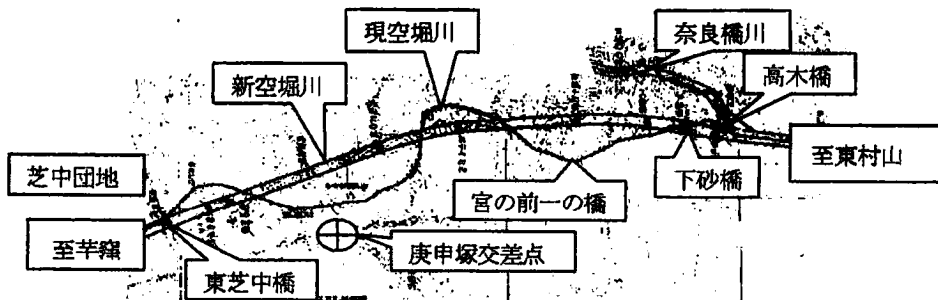 現空堀川
奈良橋川
新空堀川
高木橋
芝中団地
至東村山
下砂橋
宮の前一の橋
至芋窪
庚申塚交差点
東芝中橋